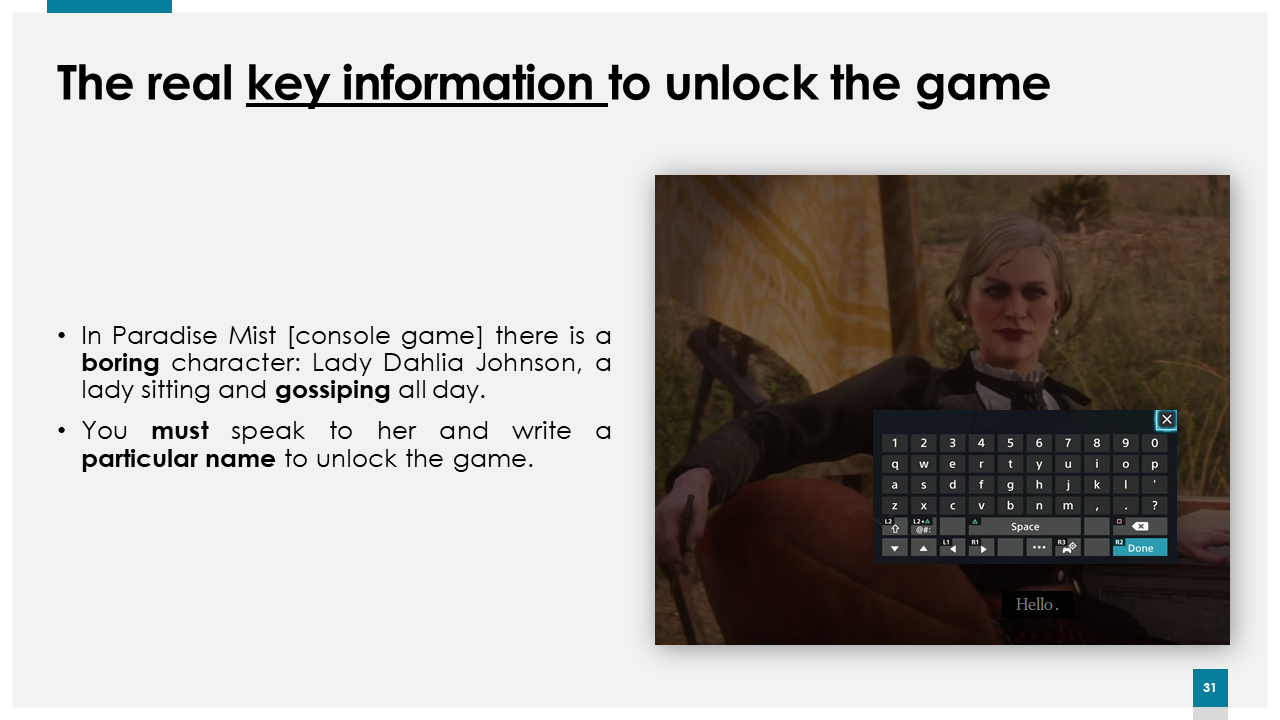 The real key information to unlock the game
• In Paradise Mist [console game] there is a
boring character: Lady Dahlia Johnson, a
lady sitting and gossiping all day.
• You must speak to her and write a
particular name to unlock the game.
1 2 3 4 5 6 7 8 9 0
q w e r t y u i o p
a s d f g h j k l '
z x c v b n m , . ?
L2 L2+△ @#: △ Space □
L1 R1 ••• R3 R2 Done
Hello.
31